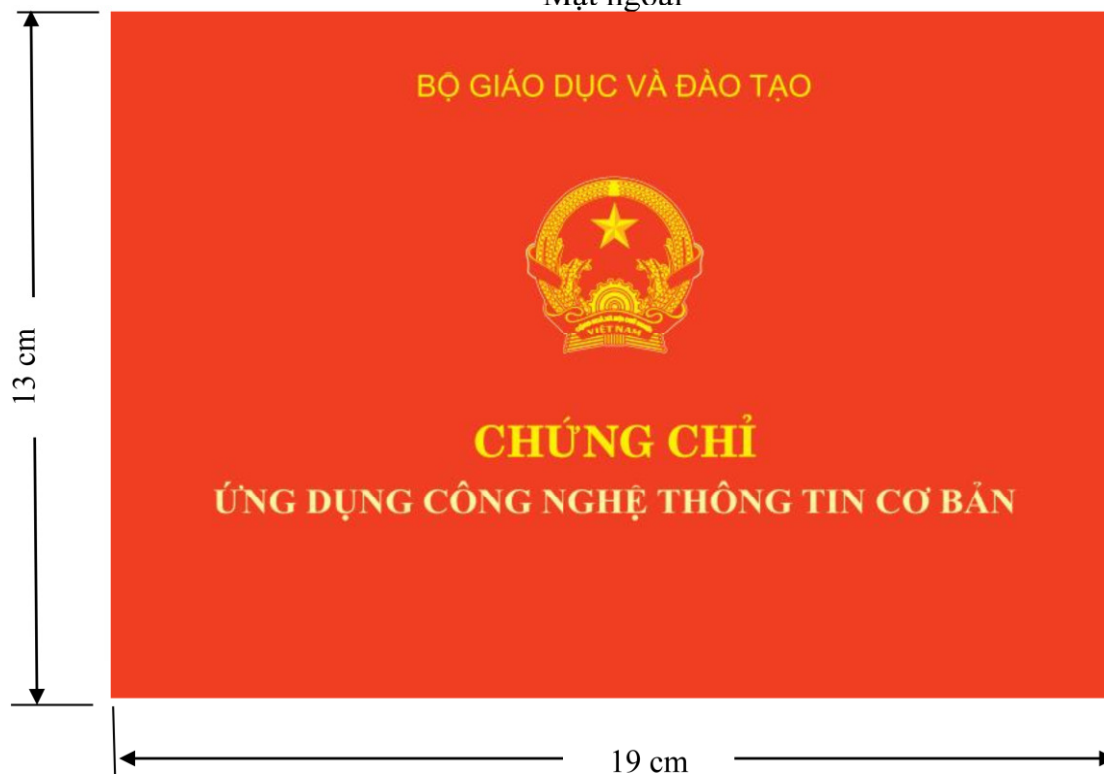 Mặt ngoài
BỘ GIÁO DỤC VÀ ĐÀO TẠO
VIỆT NAM
CHỨNG CHỈ
ỨNG DỤNG CÔNG NGHỆ THÔNG TIN CƠ BẢN
13 cm
19 cm